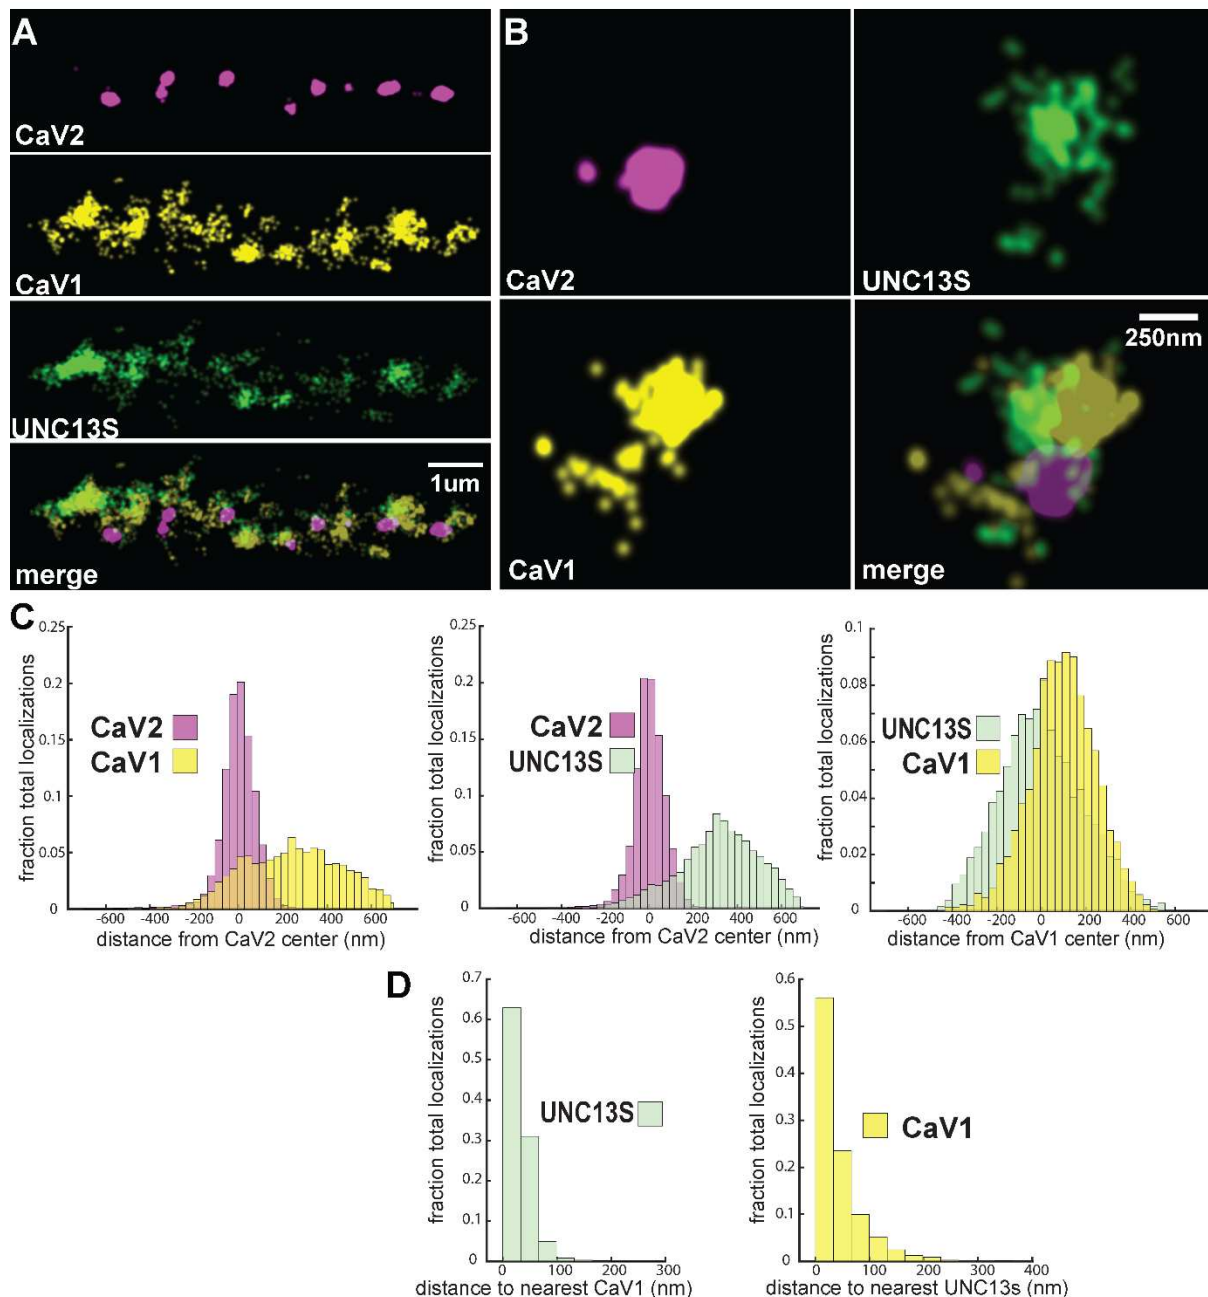 A
CaV2
CaV1
UNC13S
1um
merge
B
CaV2
UNC13S
CaV1
250nm
merge
C
fraction total localizations
0.25
0.2
0.15
0.1
0.05
0
CaV2
CaV1
-600 -400 -200 0 200 400 600
distance from CaV2 center (nm)
fraction total localizations
0.25
0.2
0.15
0.1
0.05
0
CaV2
UNC13S
-600 -400 -200 0 200 400 600
distance from CaV2 center (nm)
fraction total localizations
0.1
0.08
0.06
0.04
0.02
0
UNC13S
CaV1
-600 -400 -200 0 200 400 600
distance from CaV1 center (nm)
D
fraction total localizations
0.7
0.6
0.5
0.4
0.3
0.2
0.1
0
UNC13S
0 100 200 300
distance to nearest CaV1 (nm)
fraction total localizations
0.6
0.5
0.4
0.3
0.2
0.1
0
CaV1
0 100 200 300 400
distance to nearest UNC13s (nm)